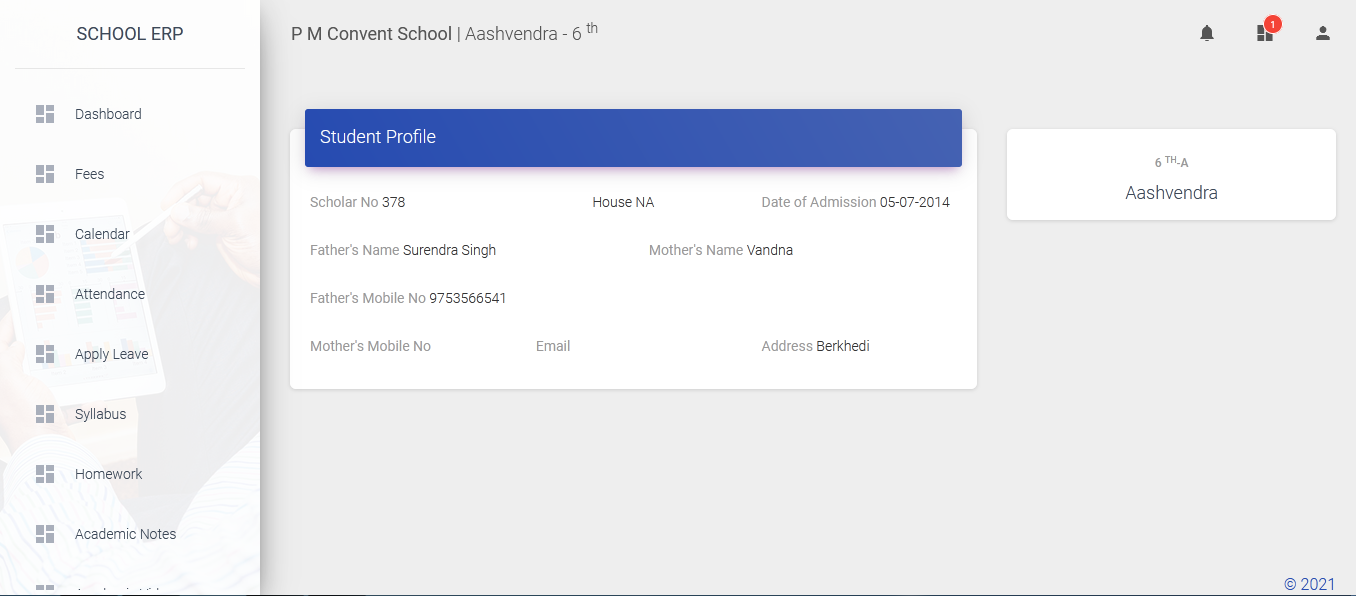 SCHOOL ERP
P M Convent School | Aashvendra - 6 th
1
Dashboard
Fees
Calendar
Attendance
Apply Leave
Syllabus
Homework
Academic Notes
Student Profile
Scholar No 378 House NA Date of Admission 05-07-2014
Father's Name Surendra Singh Mother's Name Vandna
Father's Mobile No 9753566541
Mother's Mobile No Email Address Berkhedi
6 TH-A
Aashvendra
© 2021